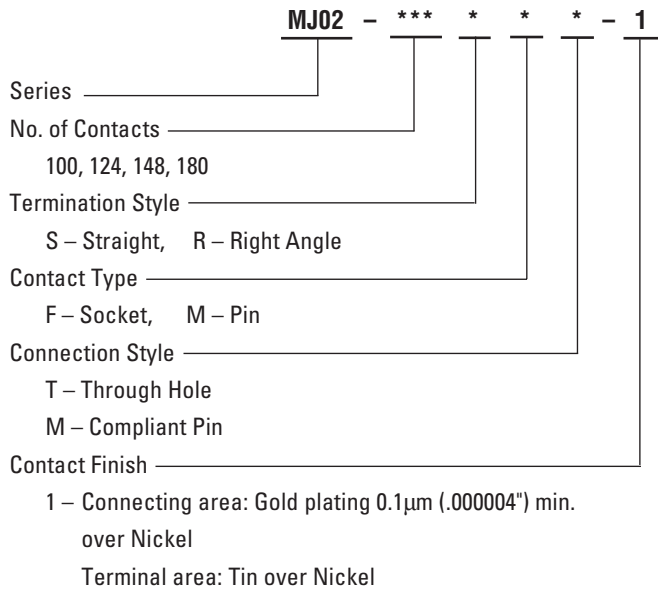 MJ02 – *** * * * – 1
Series
No. of Contacts
100, 124, 148, 180
Termination Style
S – Straight, R – Right Angle
Contact Type
F – Socket, M – Pin
Connection Style
T – Through Hole
M – Compliant Pin
Contact Finish
1 – Connecting area: Gold plating 0.1µm (.000004") min.
over Nickel
Terminal area: Tin over Nickel